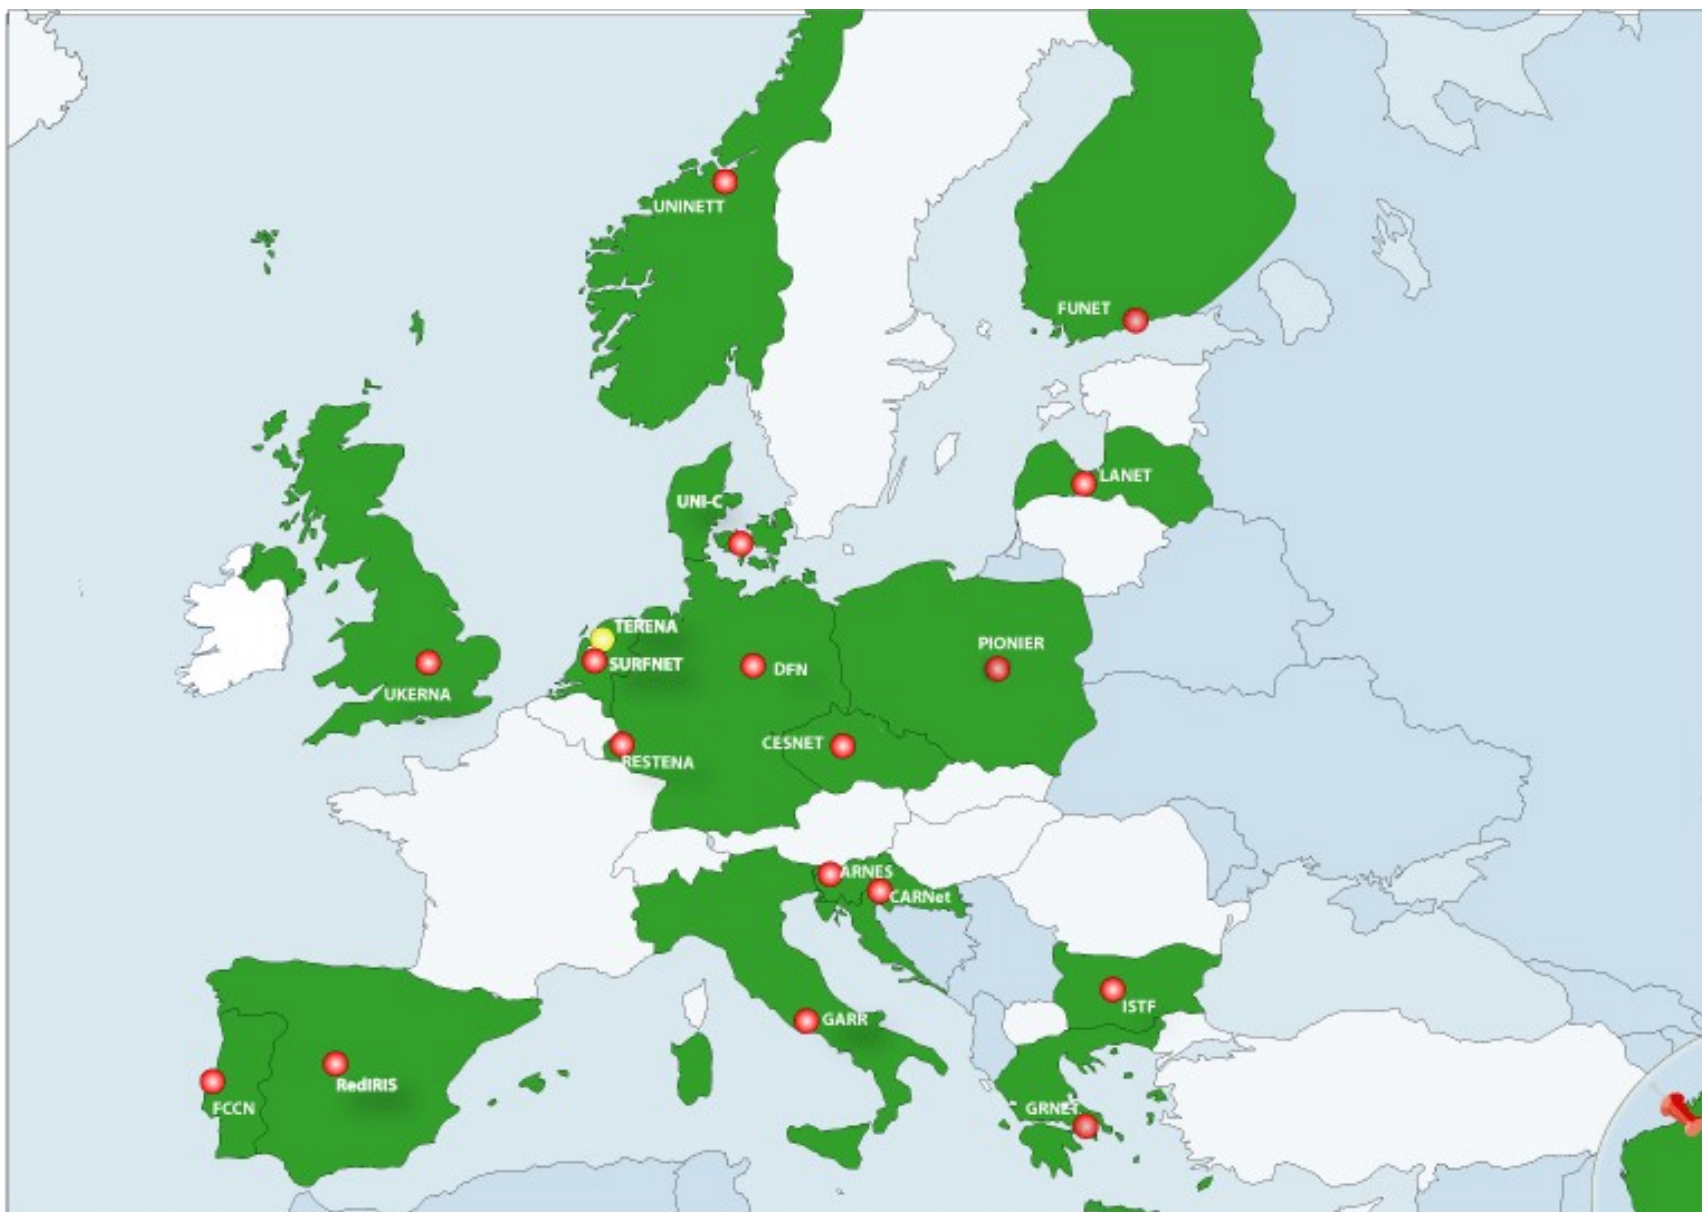 UNINETT
FUNET
LANET
UNI-C
TERENA
SURFNET
DFN
PIONIER
UKERNA
CESNET
RESTENA
ARNES
CARNet
ISTF
GARR
RedIRIS
FCCN
GRNET